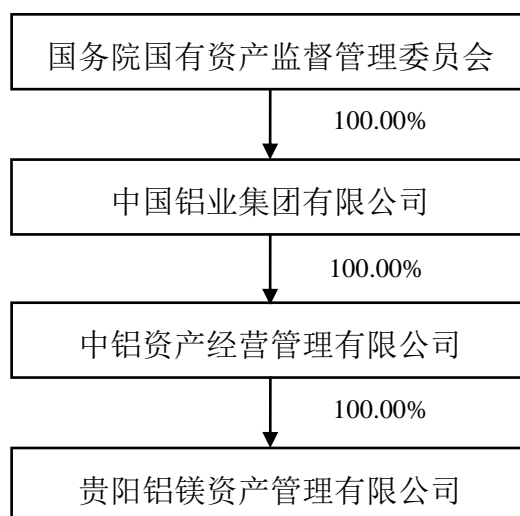 国务院国有资产监督管理委员会
100.00%
中国铝业集团有限公司
100.00%
中铝资产经营管理有限公司
100.00%
贵阳铝镁资产管理有限公司